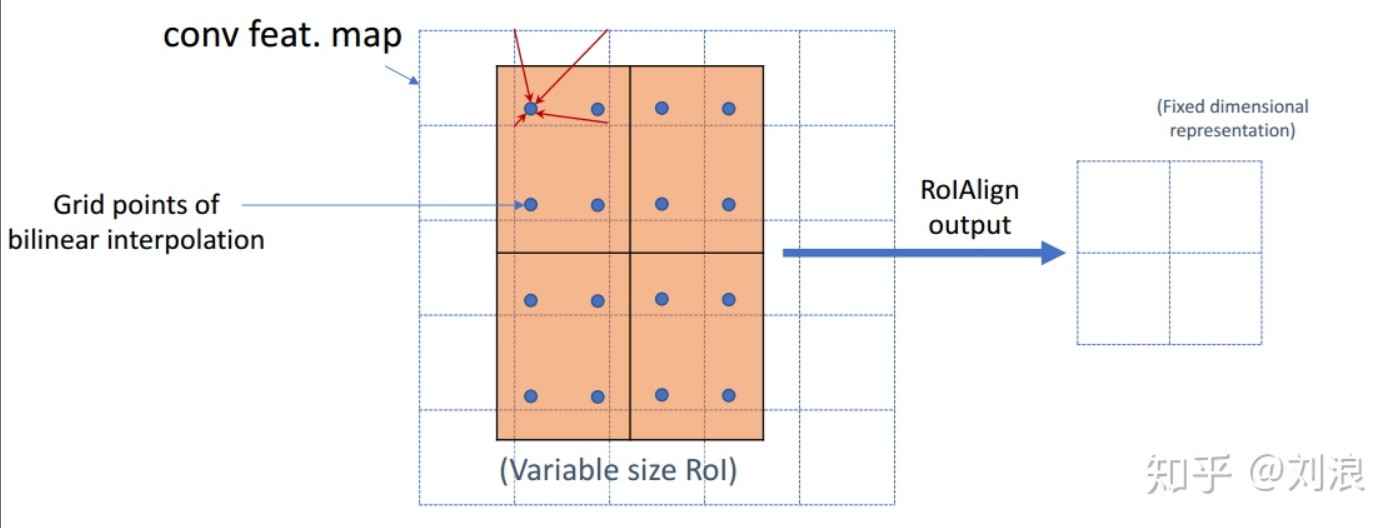 conv feat. map
(Fixed dimensional
representation)
Grid points of
bilinear interpolation
RoIAlign
output
(Variable size RoI)
知乎 @刘浪